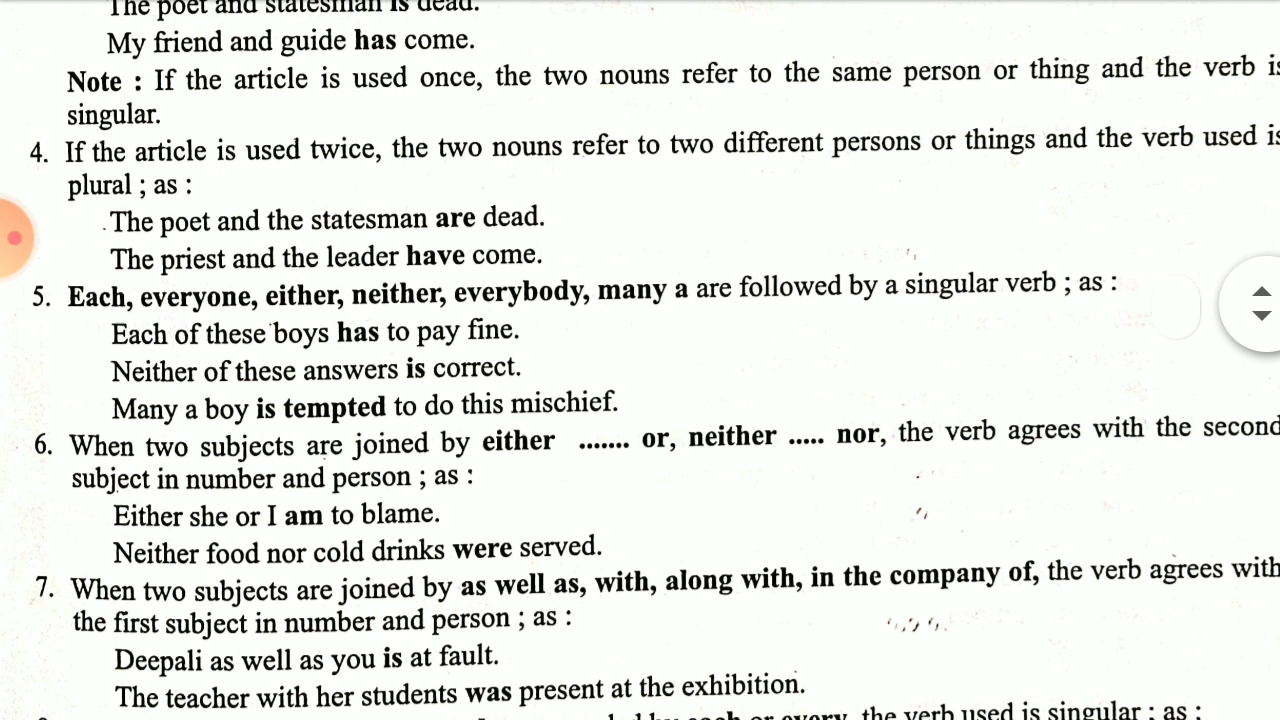 The poet and statesman is dead.
My friend and guide has come.
Note : If the article is used once, the two nouns refer to the same person or thing and the verb is
singular.
4. If the article is used twice, the two nouns refer to two different persons or things and the verb used is
plural ; as :
The poet and the statesman are dead.
The priest and the leader have come.
5. Each, everyone, either, neither, everybody, many a are followed by a singular verb ; as :
Each of these boys has to pay fine.
Neither of these answers is correct.
Many a boy is tempted to do this mischief.
6. When two subjects are joined by either ....... or, neither ..... nor, the verb agrees with the second
subject in number and person ; as :
Either she or I am to blame.
Neither food nor cold drinks were served.
7. When two subjects are joined by as well as, with, along with, in the company of, the verb agrees with
the first subject in number and person ; as :
Deepali as well as you is at fault.
The teacher with her students was present at the exhibition.
by each or every, the verb used is singular ; as :